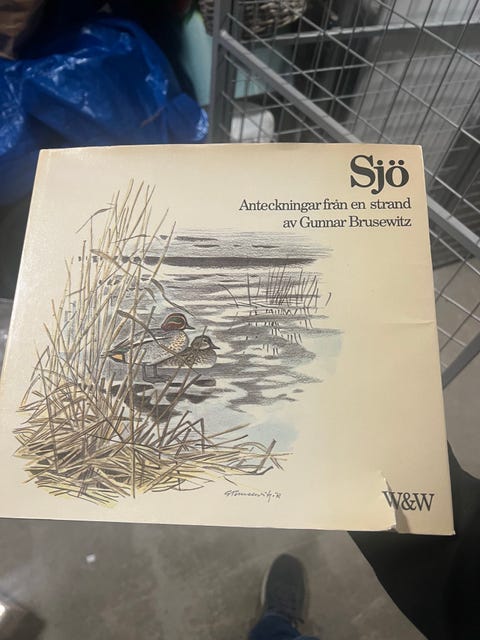 Sjö
Anteckningar från en strand
av Gunnar Brusewitz
W&W